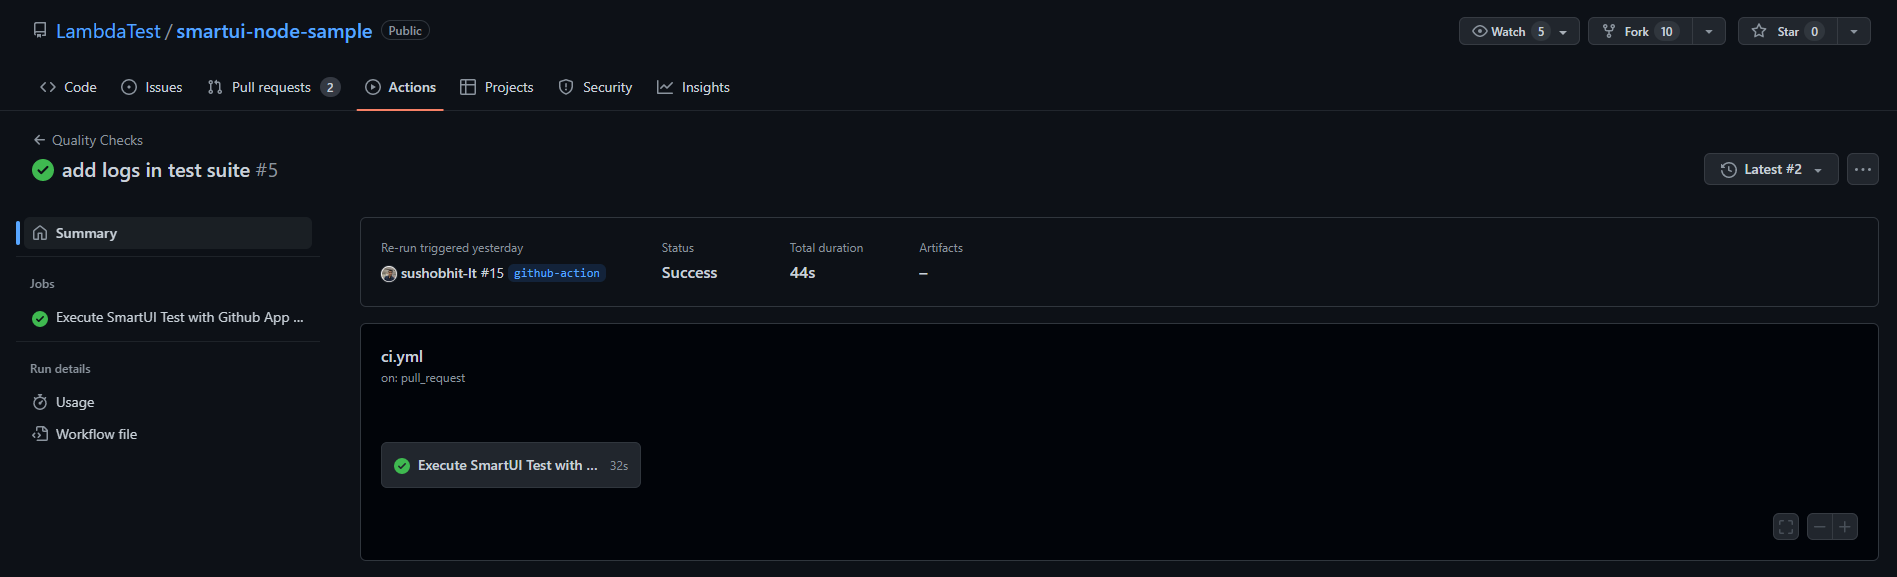 LambdaTest / smartui-node-sample Public
Watch 5 Fork 10 Star 0
Code Issues Pull requests 2 Actions Projects Security Insights
Quality Checks
add logs in test suite #5
Latest #2
Summary
Jobs
Execute SmartUI Test with Github App ...
Run details
Usage
Workflow file
Re-run triggered yesterday
sushobhit-lt #15 github-action
Status
Success
Total duration
44s
Artifacts
–
ci.yml
on: pull_request
Execute SmartUI Test with ... 32s